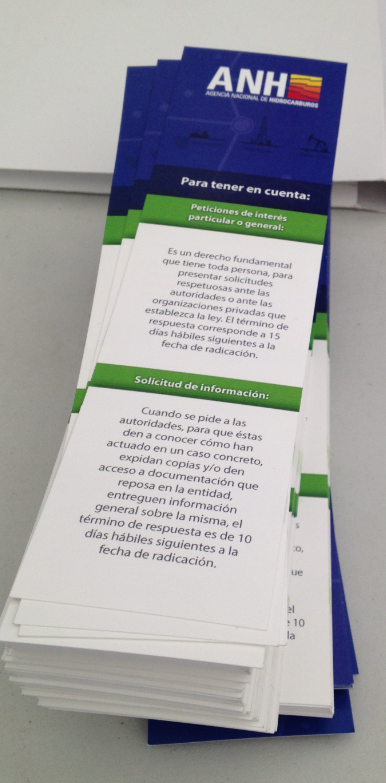 ANH
AGENCIA NACIONAL DE HIDROCARBUROS
Para tener en cuenta:
Peticiones de interés
particular o general:
Es un derecho fundamental
que tiene toda persona, para
presentar solicitudes
respetuosas ante las
autoridades o ante las
organizaciones privadas que
establezca la ley. El término de
respuesta corresponde a 15
días hábiles siguientes a la
fecha de radicación.
Solicitud de información:
Cuando se pide a las
autoridades, para que éstas
den a conocer cómo han
actuado en un caso concreto,
expidan copias y/o den
acceso a documentación que
reposa en la entidad,
entreguen información
general sobre la misma, el
término de respuesta es de 10
días hábiles siguientes a la
fecha de radicación.